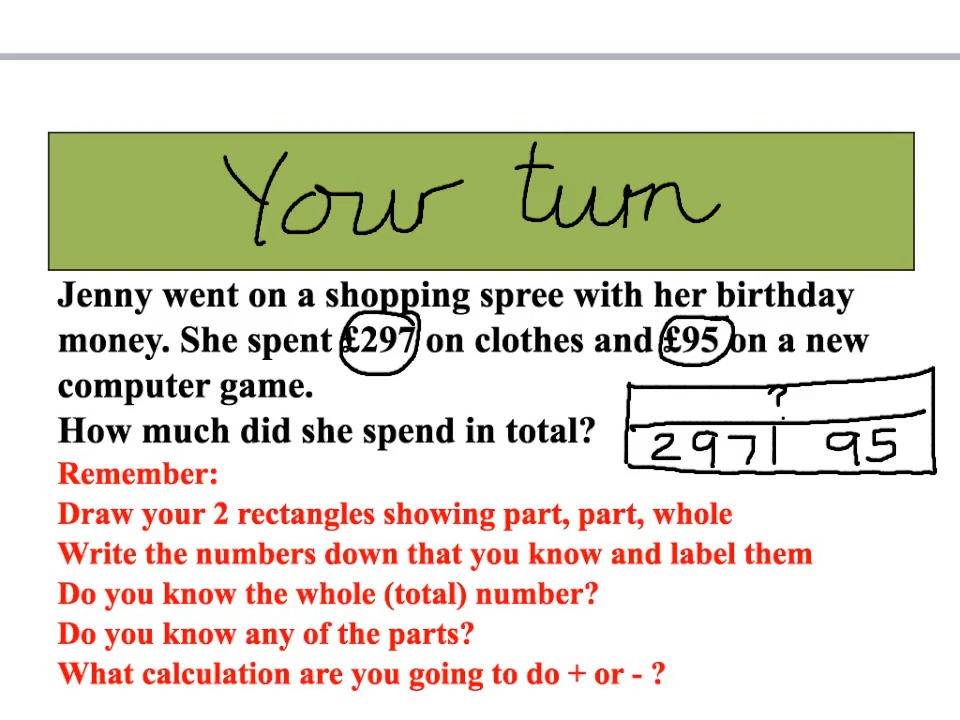 Your turn
Jenny went on a shopping spree with her birthday
money. She spent £297 on clothes and £95 on a new
computer game.
How much did she spend in total?
?
297 95
Remember:
Draw your 2 rectangles showing part, part, whole
Write the numbers down that you know and label them
Do you know the whole (total) number?
Do you know any of the parts?
What calculation are you going to do + or - ?